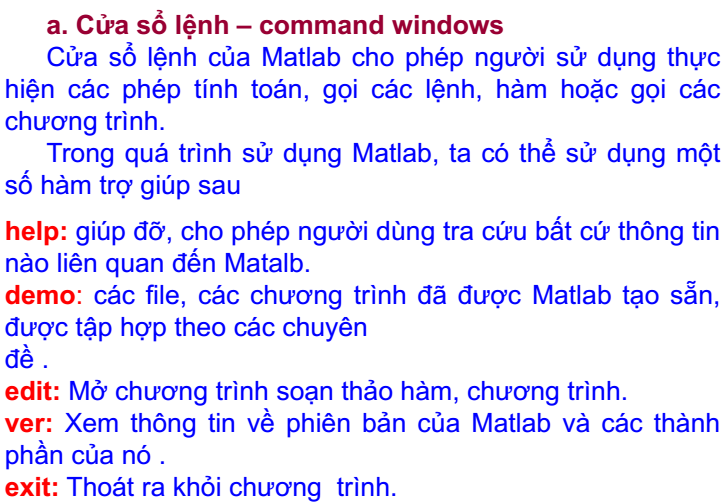 a. Cửa sổ lệnh – command windows
Cửa sổ lệnh của Matlab cho phép người sử dụng thực
hiện các phép tính toán, gọi các lệnh, hàm hoặc gọi các
chương trình.
Trong quá trình sử dụng Matlab, ta có thể sử dụng một
số hàm trợ giúp sau
help: giúp đỡ, cho phép người dùng tra cứu bất cứ thông tin
nào liên quan đến Matalb.
demo: các file, các chương trình đã được Matlab tạo sẵn,
được tập hợp theo các chuyên
đề .
edit: Mở chương trình soạn thảo hàm, chương trình.
ver: Xem thông tin về phiên bản của Matlab và các thành
phần của nó .
exit: Thoát ra khỏi chương trình.